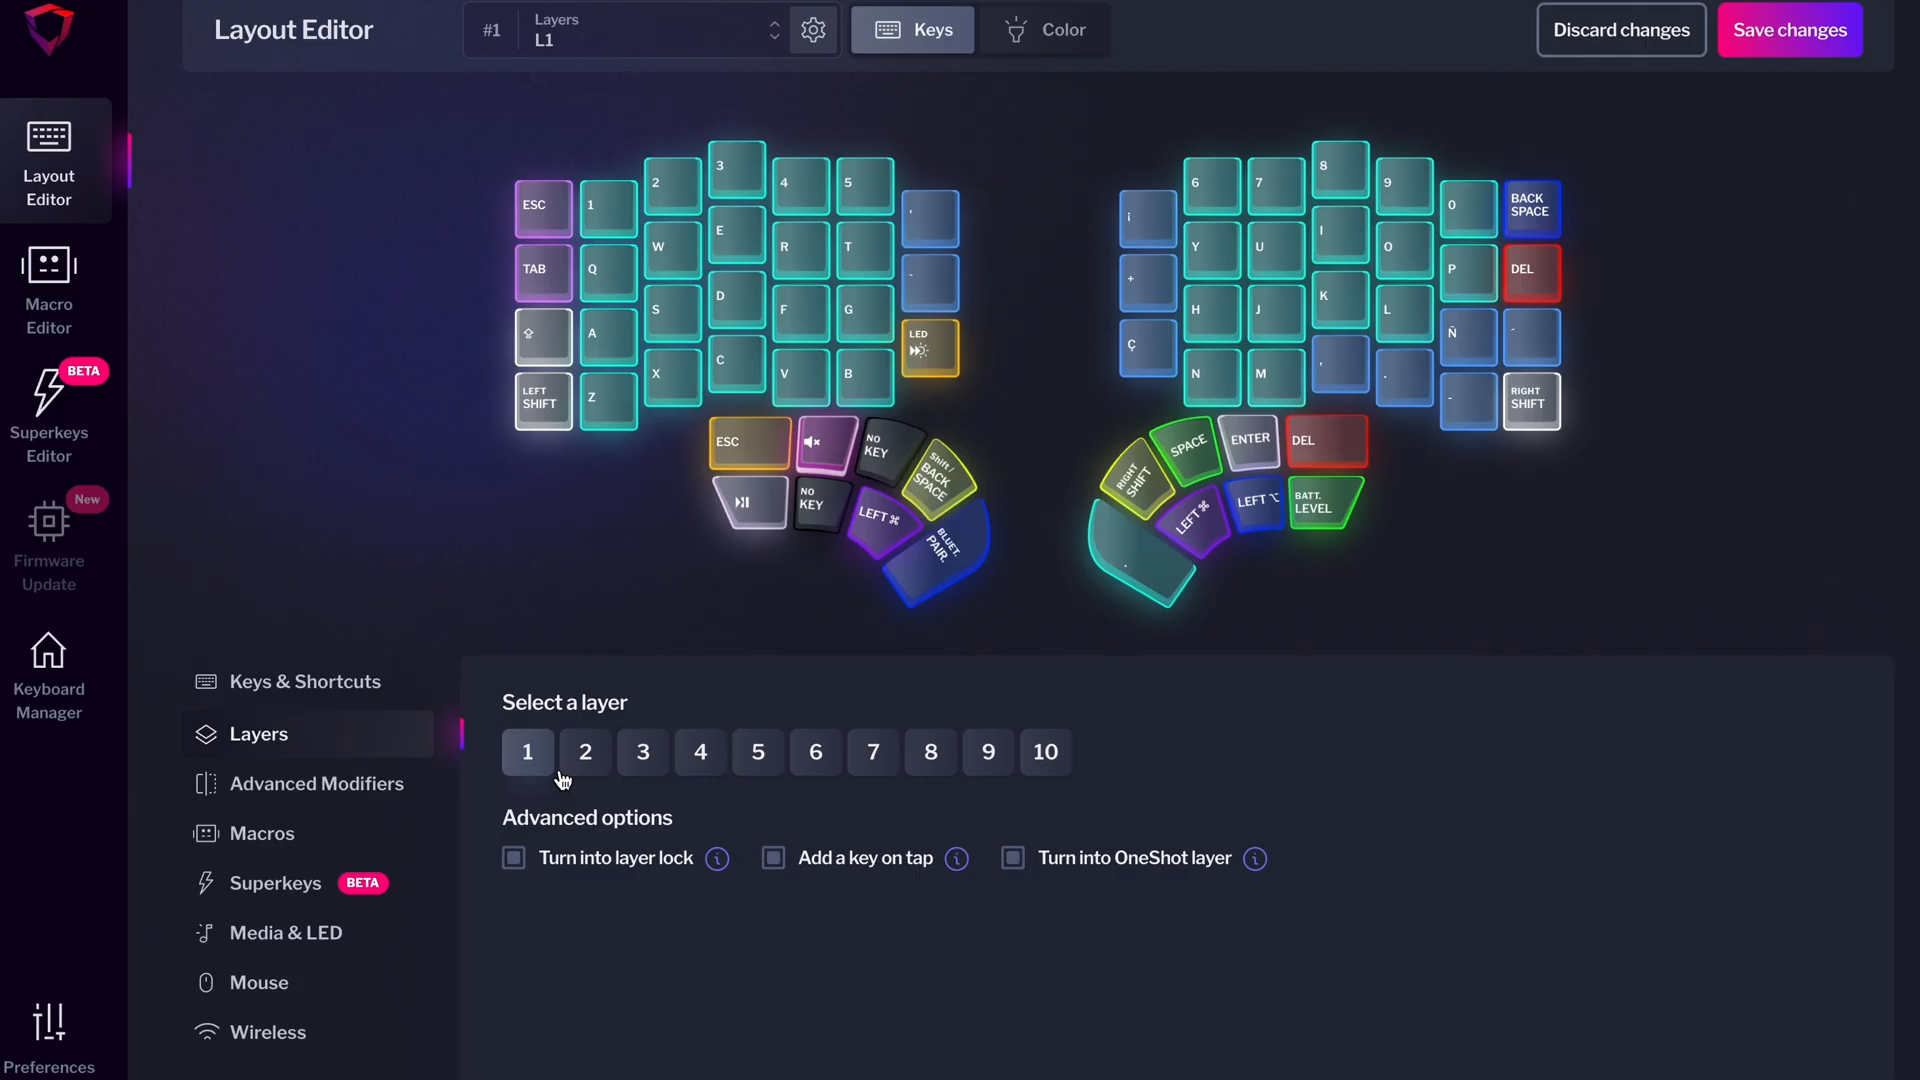 Layout Editor
#1
Layers
L1
Keys
Color
Discard changes
Save changes
Layout
Editor
Macro
Editor
BETA
Superkeys
Editor
New
Firmware
Update
Keyboard
Manager
Preferences
ESC 1 2 3 4 5 '
TAB Q W E R T
⇧ A S D F G
LED
LEFT
SHIFT
Z X C V B
ESC
NO
KEY
Shift/
BACK
SPACE
NO
KEY
LEFT ⌘
BLUET.
PAIR.
¡ 6 7 8 9 0
BACK
SPACE
+ Y U I O P DEL
Ç H J K L Ñ ´
N M , . -
RIGHT
SHIFT
RIGHT
SHIFT
SPACE
ENTER
DEL
.
LEFT ⌘
LEFT ⌥
BATT.
LEVEL
Keys & Shortcuts
Layers
Advanced Modifiers
Macros
Superkeys BETA
Media & LED
Mouse
Wireless
Select a layer
1 2 3 4 5 6 7 8 9 10
Advanced options
Turn into layer lock
Add a key on tap
Turn into OneShot layer